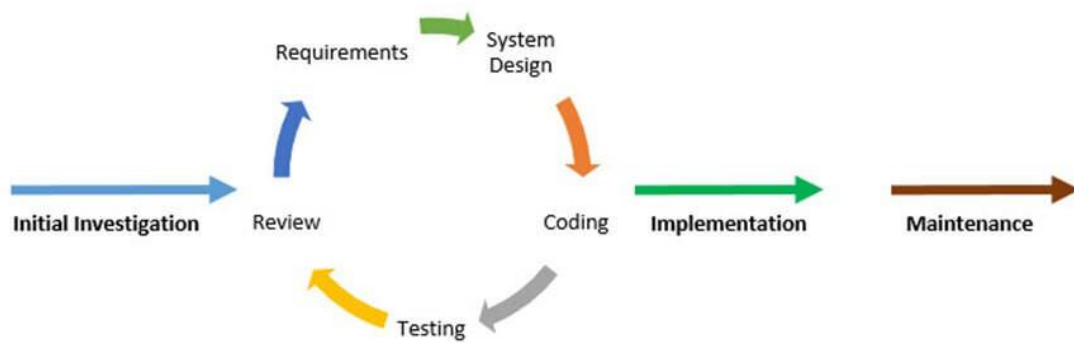 Requirements
System
Design
Initial Investigation
Review
Coding
Implementation
Maintenance
Testing